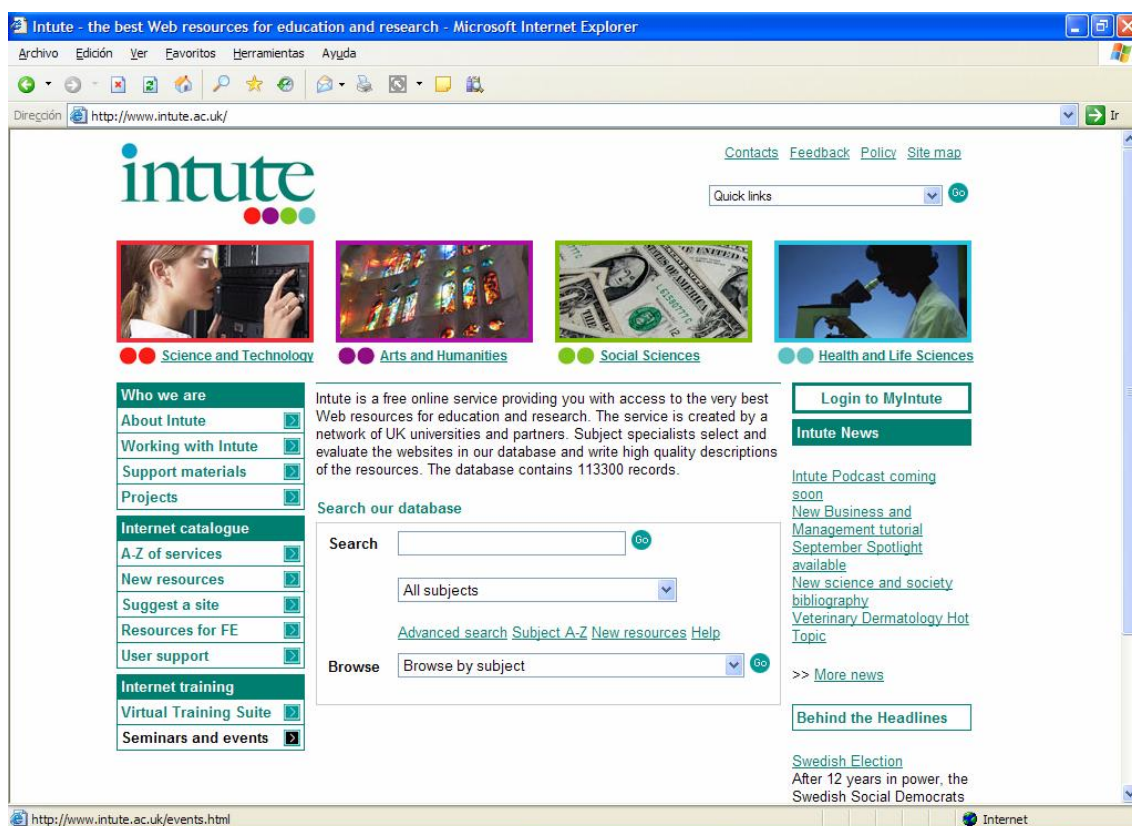 Intute - the best Web resources for education and research - Microsoft Internet Explorer
Archivo Edición Ver Favoritos Herramientas Ayuda
Dirección http://www.intute.ac.uk/ Ir
intute
Contacts Feedback Policy Site map
Quick links Go
Science and Technology Arts and Humanities Social Sciences Health and Life Sciences
Who we are
About Intute
Working with Intute
Support materials
Projects
Internet catalogue
A-Z of services
New resources
Suggest a site
Resources for FE
User support
Internet training
Virtual Training Suite
Seminars and events
Intute is a free online service providing you with access to the very best
Web resources for education and research. The service is created by a
network of UK universities and partners. Subject specialists select and
evaluate the websites in our database and write high quality descriptions
of the resources. The database contains 113300 records.
Search our database
Search Go
All subjects
Advanced search Subject A-Z New resources Help
Browse Browse by subject Go
Login to MyIntute
Intute News
Intute Podcast coming
soon
New Business and
Management tutorial
September Spotlight
available
New science and society
bibliography
Veterinary Dermatology Hot
Topic
>> More news
Behind the Headlines
Swedish Election
After 12 years in power, the
Swedish Social Democrats
http://www.intute.ac.uk/events.html Internet